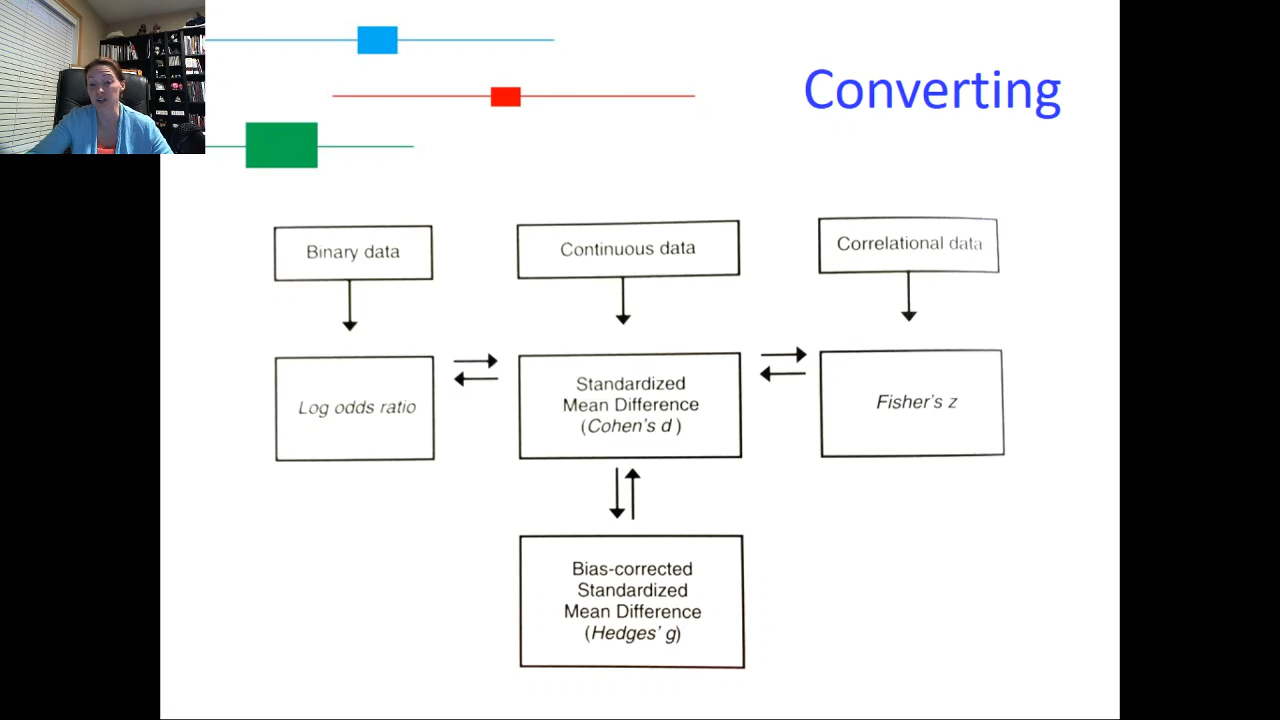 Converting
Binary data
Continuous data
Correlational data
Log odds ratio
Standardized
Mean Difference
(Cohen's d )
Fisher's z
Bias-corrected
Standardized
Mean Difference
(Hedges' g)